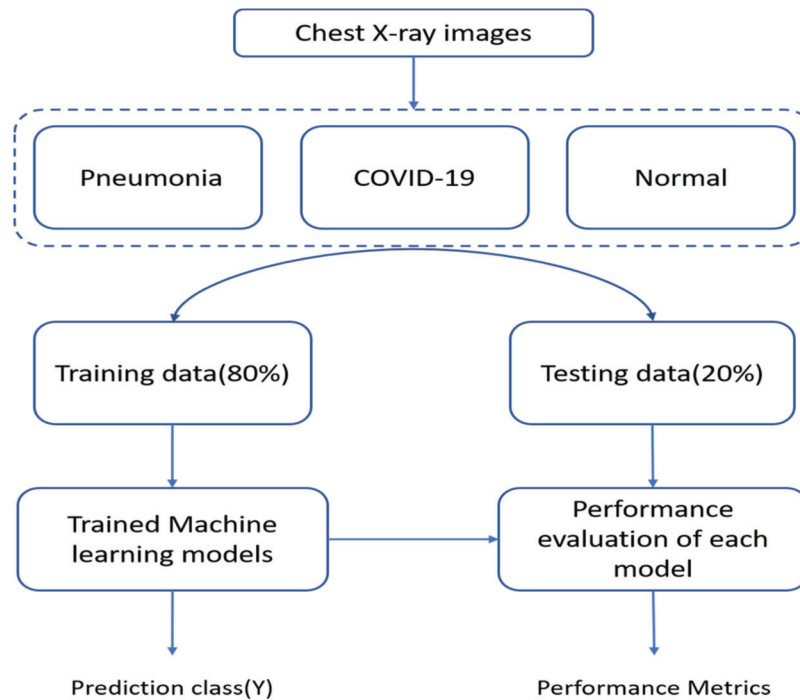 Chest X-ray images
Pneumonia
COVID-19
Normal
Training data(80%)
Testing data(20%)
Trained Machine
learning models
Performance
evaluation of each
model
Prediction class(Y)
Performance Metrics